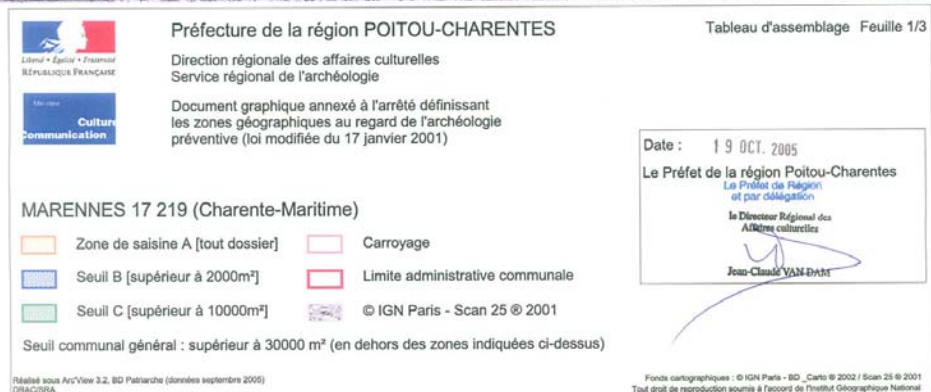 Préfecture de la région POITOU-CHARENTES
Tableau d'assemblage Feuille 1/3
Liberté • Égalité • Fraternité
RÉPUBLIQUE FRANÇAISE
Direction régionale des affaires culturelles
Service régional de l'archéologie
Culture
Communication
Document graphique annexé à l'arrêté définissant
les zones géographiques au regard de l'archéologie
préventive (loi modifiée du 17 janvier 2001)
Date : 19 OCT. 2005
Le Préfet de la région Poitou-Charentes
Le Préfet de Région
et par délégation
le Directeur Régional des
Affaires culturelles
Jean-Claude VAN DAM
MARENNES 17 219 (Charente-Maritime)
Zone de saisine A [tout dossier]
Carroyage
Seuil B [supérieur à 2000m²]
Limite administrative communale
Seuil C [supérieur à 10000m²]
© IGN Paris - Scan 25 ® 2001
Seuil communal général : supérieur à 30000 m² (en dehors des zones indiquées ci-dessus)
Réalisé sous Arc'View 3.2, BD Patriarche (données septembre 2005)
DRAC/SRA
Fonds cartographiques : © IGN Paris - BD_Carto ® 2002 / Scan 25 ® 2001
Tout droit de reproduction soumis à l'accord de l'Institut Géographique National